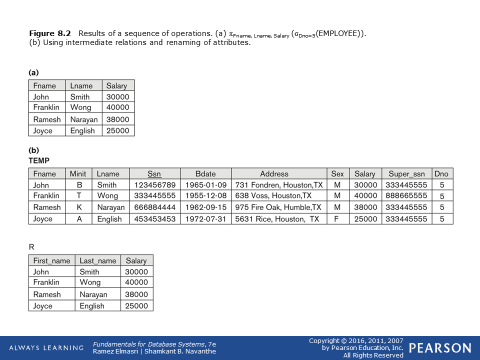 Figure 8.2 Results of a sequence of operations. (a) π Fname, Lname, Salary (σ Dno=5(EMPLOYEE)).
(b) Using intermediate relations and renaming of attributes.
(a)
Fname Lname Salary
John Smith 30000
Franklin Wong 40000
Ramesh Narayan 38000
Joyce English 25000
(b)
TEMP
Fname Minit Lname Ssn Bdate Address Sex Salary Super_ssn Dno
John B Smith 123456789 1965-01-09 731 Fondren, Houston,TX M 30000 333445555 5
Franklin T Wong 333445555 1955-12-08 638 Voss, Houston,TX M 40000 888665555 5
Ramesh K Narayan 666884444 1962-09-15 975 Fire Oak, Humble,TX M 38000 333445555 5
Joyce A English 453453453 1972-07-31 5631 Rice, Houston, TX F 25000 333445555 5
R
First_name Last_name Salary
John Smith 30000
Franklin Wong 40000
Ramesh Narayan 38000
Joyce English 25000
ALWAYS LEARNING
Fundamentals for Database Systems, 7e
Ramez Elmasri | Shamkant B. Navanthe
Copyright © 2016, 2011, 2007
by Pearson Education, Inc.
All Rights Reserved
PEARSON